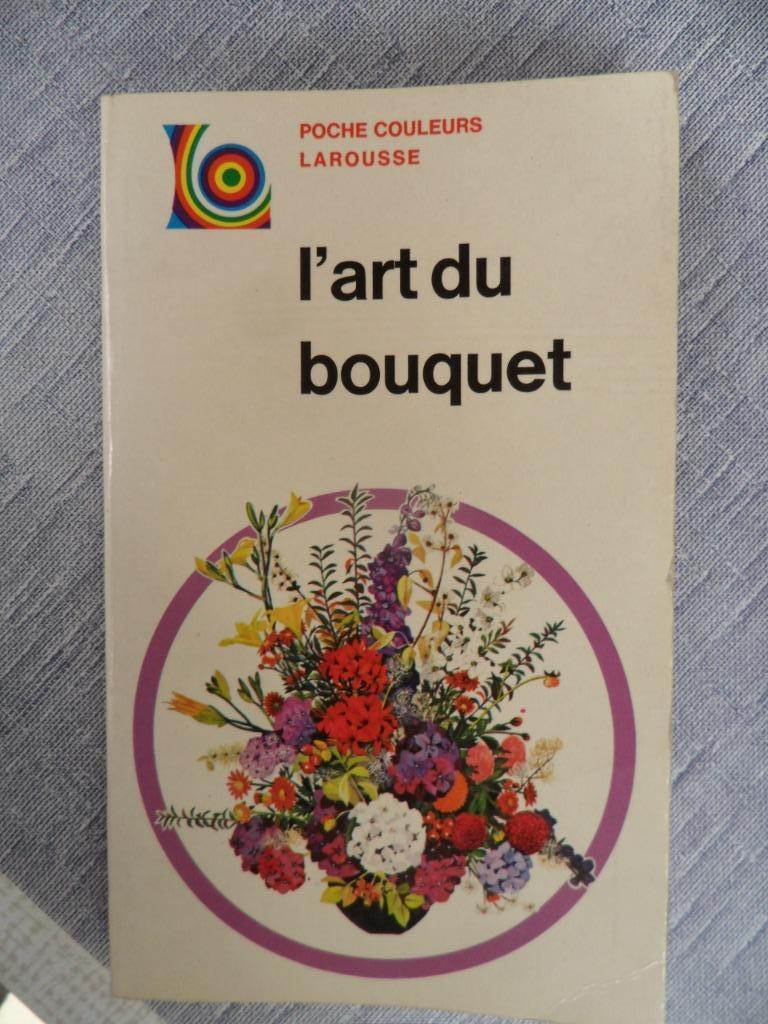 POCHE COULEURS
LAROUSSE
l'art du
bouquet